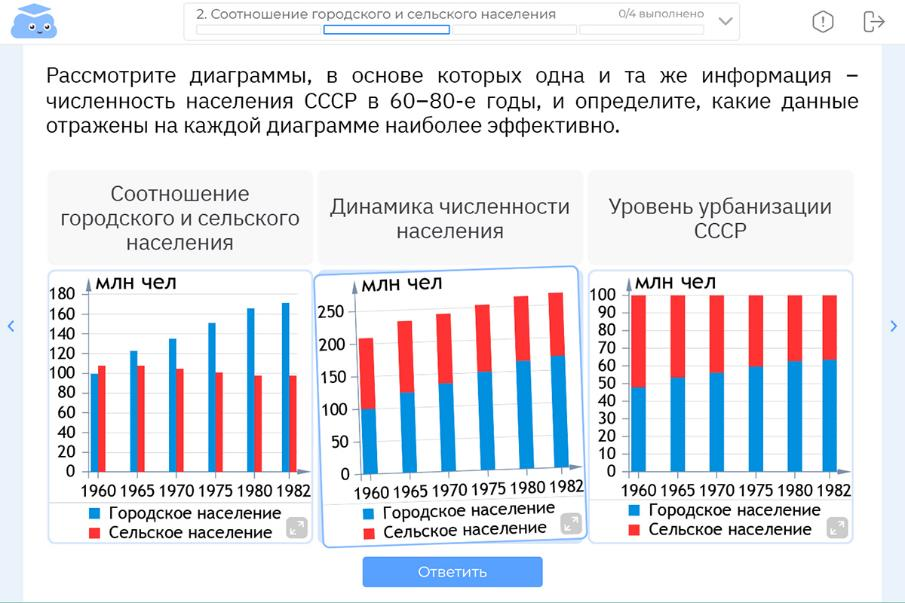 2. Соотношение городского и сельского населения
0/4 выполнено
Рассмотрите диаграммы, в основе которых одна и та же информация –
численность населения СССР в 60–80-е годы, и определите, какие данные
отражены на каждой диаграмме наиболее эффективно.
Соотношение
городского и сельского
населения
млн чел
180
160
140
120
100
80
60
40
20
0
1960 1965 1970 1975 1980 1982
Городское население
Сельское население
Динамика численности
населения
млн чел
250
200
150
100
50
0
1960 1965 1970 1975 1980 1982
Городское население
Сельское население
Уровень урбанизации
СССР
млн чел
100
90
80
70
60
50
40
30
20
10
0
1960 1965 1970 1975 1980 1982
Городское население
Сельское население
Ответить